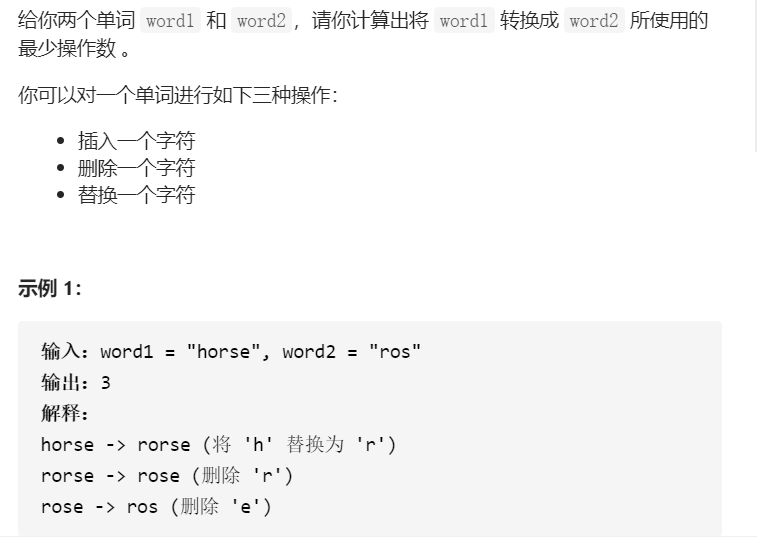 给你两个单词 word1 和 word2，请你计算出将 word1 转换成 word2 所使用的
最少操作数 。
你可以对一个单词进行如下三种操作：
• 插入一个字符
• 删除一个字符
• 替换一个字符
示例 1：
输入：word1 = "horse", word2 = "ros"
输出：3
解释：
horse -> rorse (将 'h' 替换为 'r')
rorse -> rose (删除 'r')
rose -> ros (删除 'e')